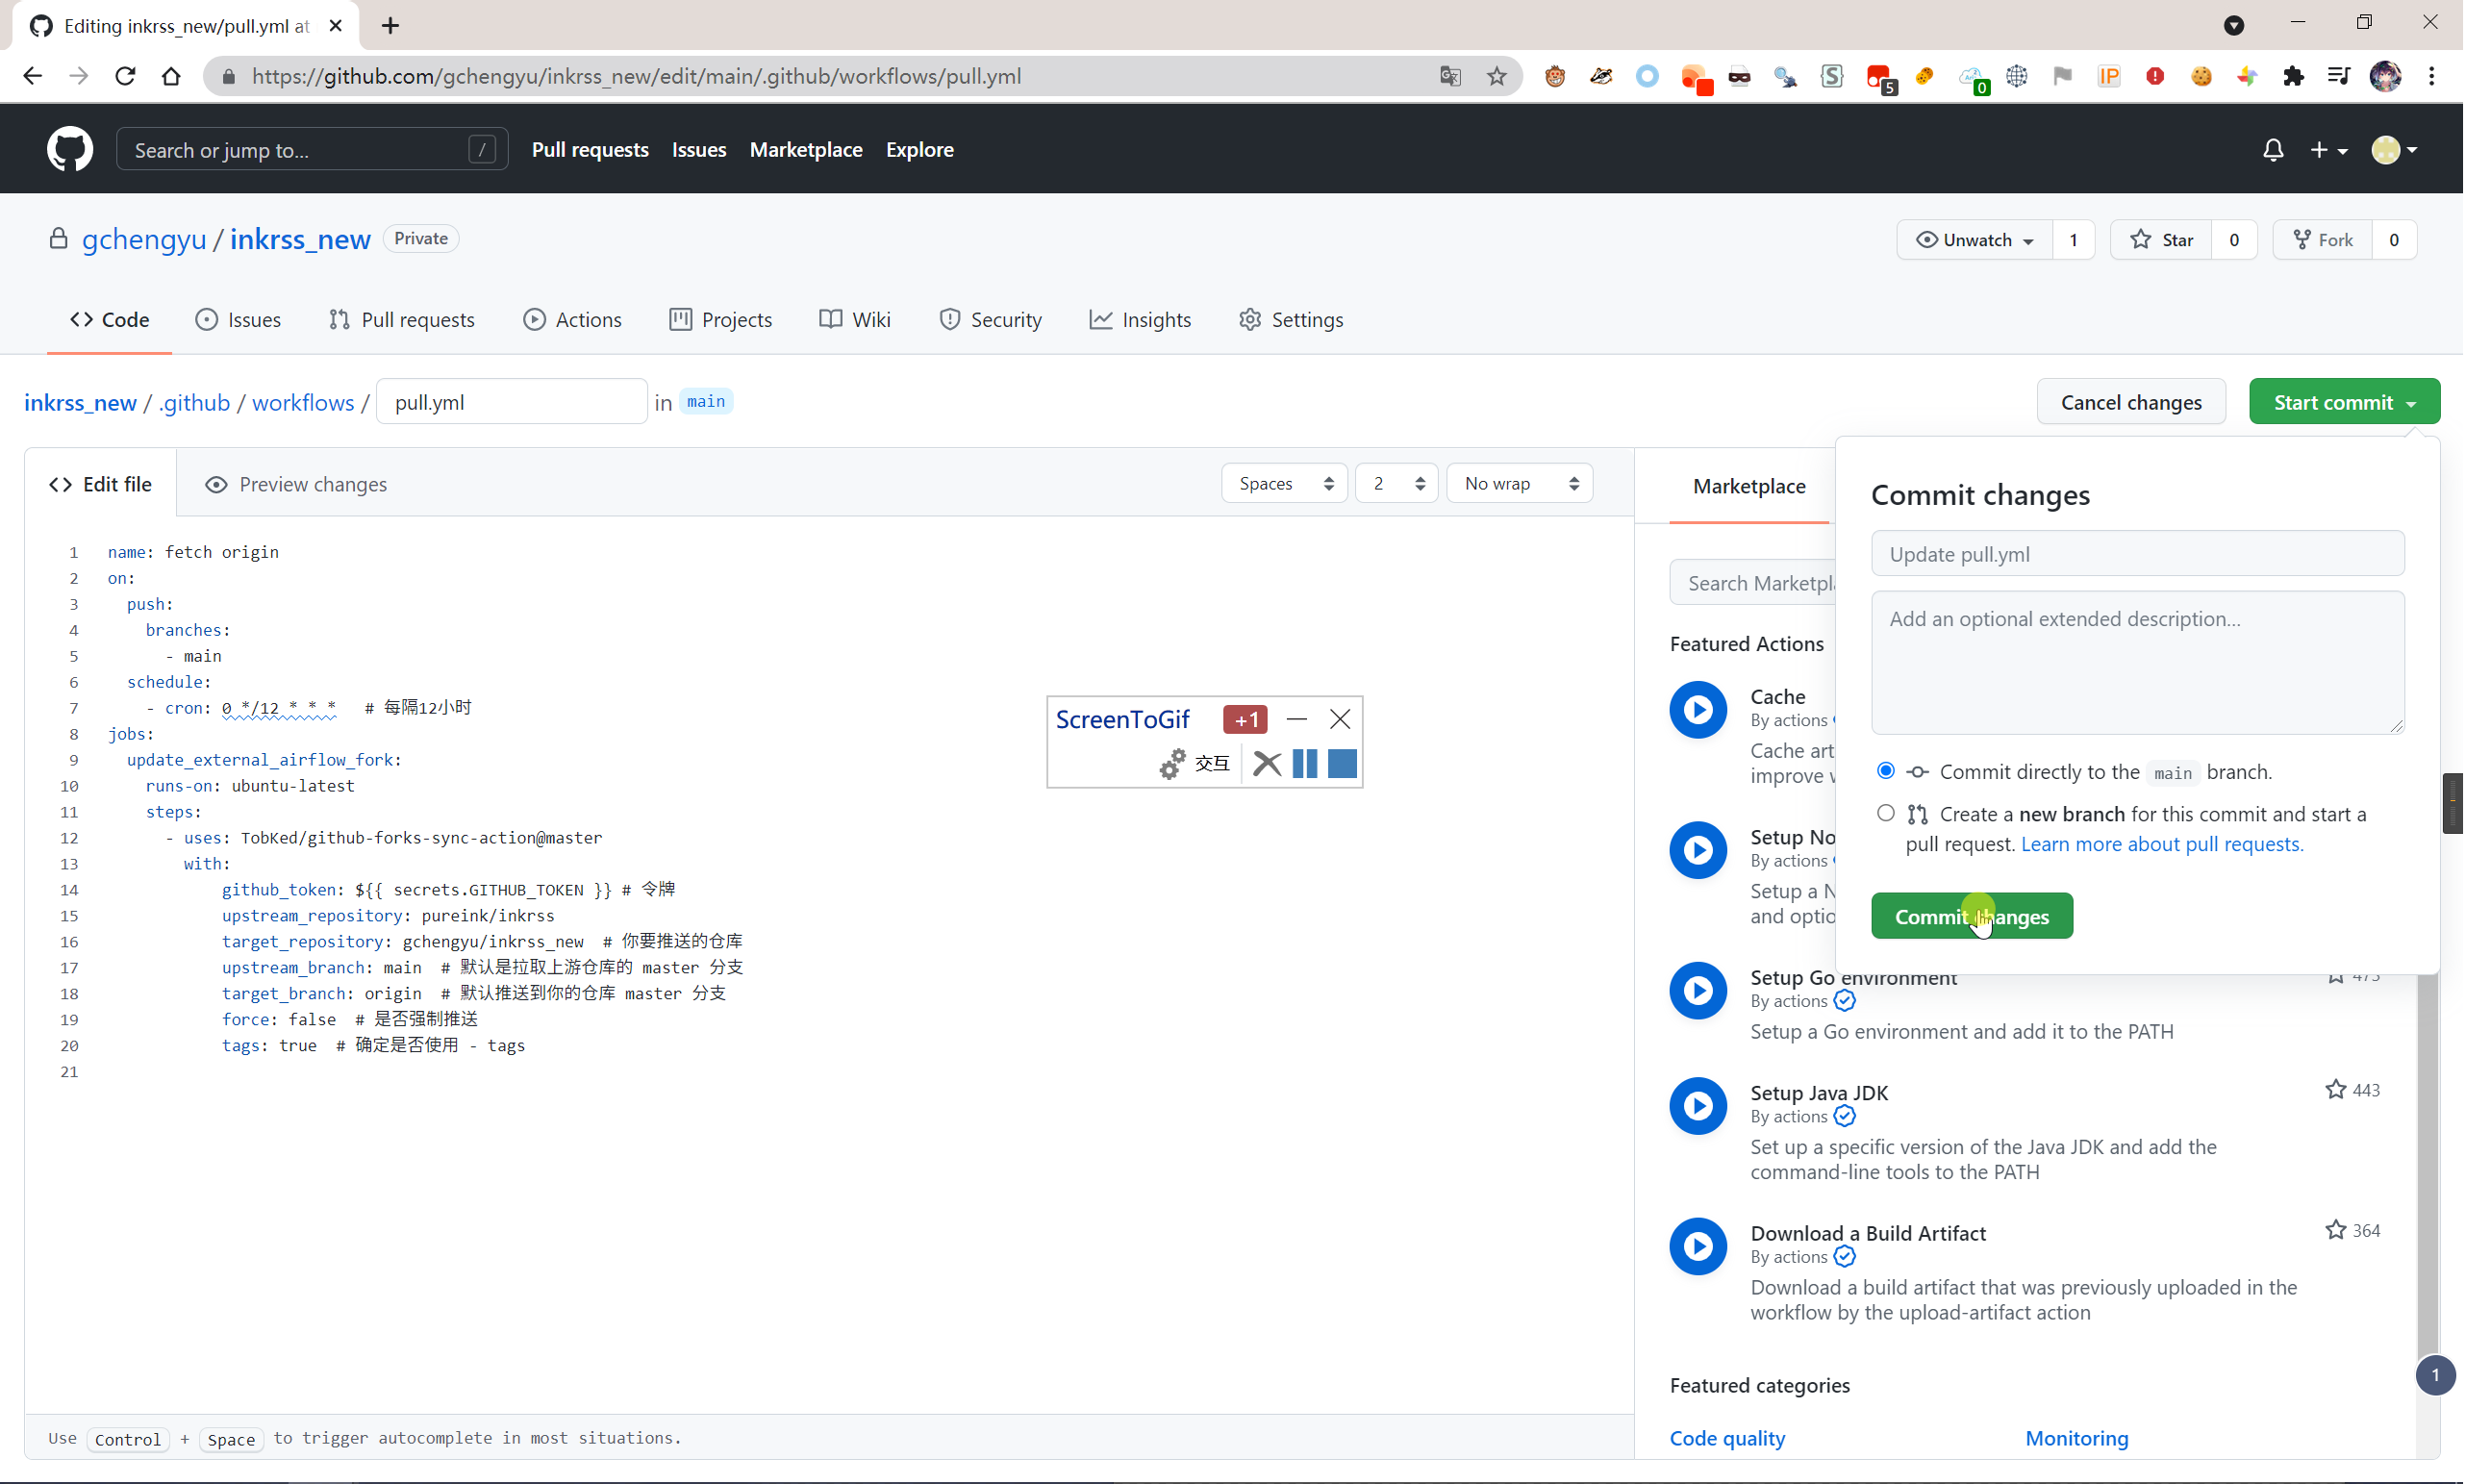 Editing inkrss_new/pull.yml at
https://github.com/gchengyu/inkrss_new/edit/main/.github/workflows/pull.yml
5
0
IP
Search or jump to...
/
Pull requests
Issues
Marketplace
Explore
gchengyu / inkrss_new
Private
Unwatch
1
Star
0
Fork
0
Code
Issues
Pull requests
Actions
Projects
Wiki
Security
Insights
Settings
inkrss_new / .github / workflows /
pull.yml
in
main
Cancel changes
Start commit
Edit file
Preview changes
Spaces
2
No wrap
1 name: fetch origin
2 on:
3 push:
4 branches:
5 - main
6 schedule:
7 - cron: 0 */12 * * * # 每隔12小时
8 jobs:
9 update_external_airflow_fork:
10 runs-on: ubuntu-latest
11 steps:
12 - uses: TobKed/github-forks-sync-action@master
13 with:
14 github_token: ${{ secrets.GITHUB_TOKEN }} # 令牌
15 upstream_repository: pureink/inkrss
16 target_repository: gchengyu/inkrss_new # 你要推送的仓库
17 upstream_branch: main # 默认是拉取上游仓库的 master 分支
18 target_branch: origin # 默认推送到你的仓库 master 分支
19 force: false # 是否强制推送
20 tags: true # 确定是否使用 - tags
21
ScreenToGif
+1
交互
Use Control + Space to trigger autocomplete in most situations.
Marketplace
Search Marketpl
Featured Actions
Cache
By actions
Cache art
improve
Setup No
By actions
Setup a N
and optio
Setup Go environment
By actions
Setup a Go environment and add it to the PATH
Setup Java JDK
443
By actions
Set up a specific version of the Java JDK and add the
command-line tools to the PATH
Download a Build Artifact
364
By actions
Download a build artifact that was previously uploaded in the
workflow by the upload-artifact action
Featured categories
Code quality
Monitoring
Commit changes
Update pull.yml
Add an optional extended description...
Commit directly to the main branch.
Create a new branch for this commit and start a
pull request. Learn more about pull requests.
Commit changes
1